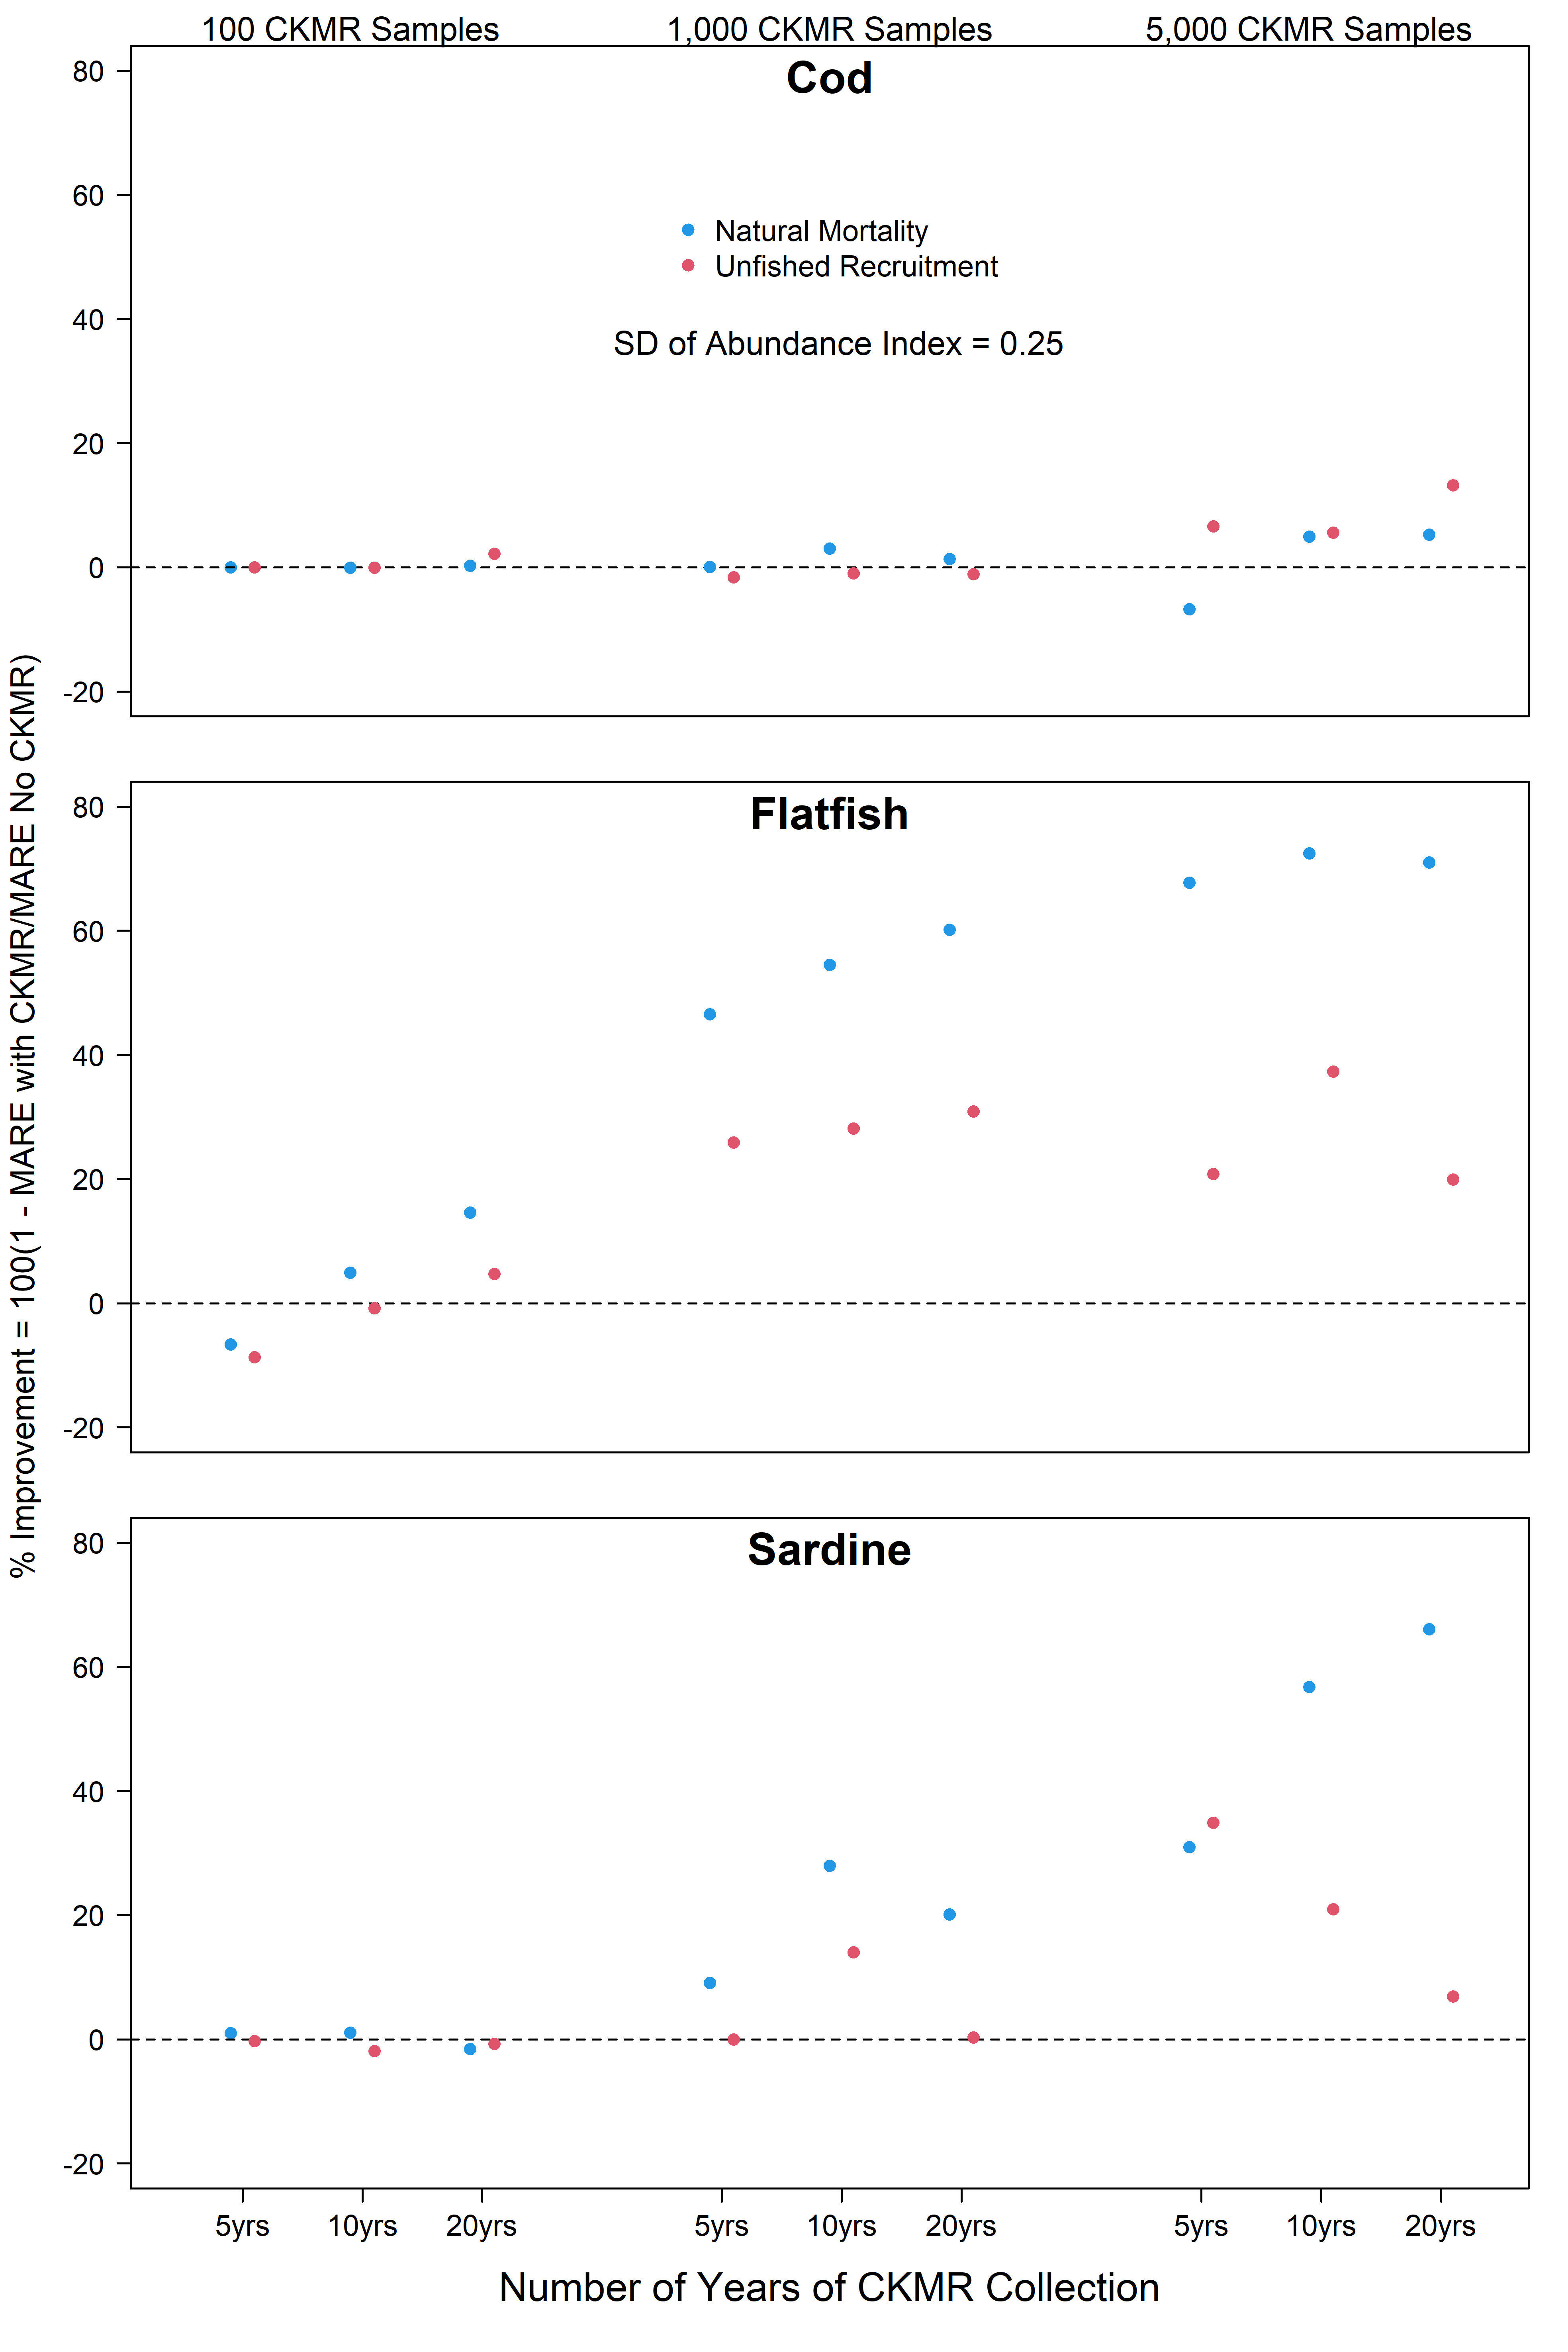 100 CKMR Samples 1,000 CKMR Samples 5,000 CKMR Samples
% Improvement = 100(1 - MARE with CKMR/MARE No CKMR)
Cod
80
60
40
20
0
-20
Natural Mortality
Unfished Recruitment
SD of Abundance Index = 0.25
Flatfish
80
60
40
20
0
-20
Sardine
80
60
40
20
0
-20
5yrs 10yrs 20yrs 5yrs 10yrs 20yrs 5yrs 10yrs 20yrs
Number of Years of CKMR Collection